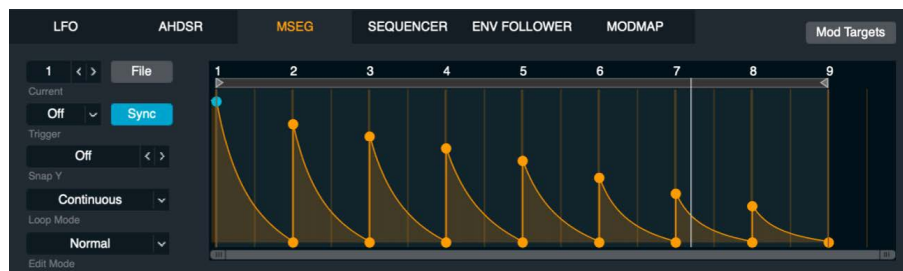 LFO AHDSR MSEG SEQUENCER ENV FOLLOWER MODMAP Mod Targets
1 < > File
Current
Off Sync
Trigger
Off < >
Snap Y
Continuous
Loop Mode
Normal
Edit Mode
1 2 3 4 5 6 7 8 9